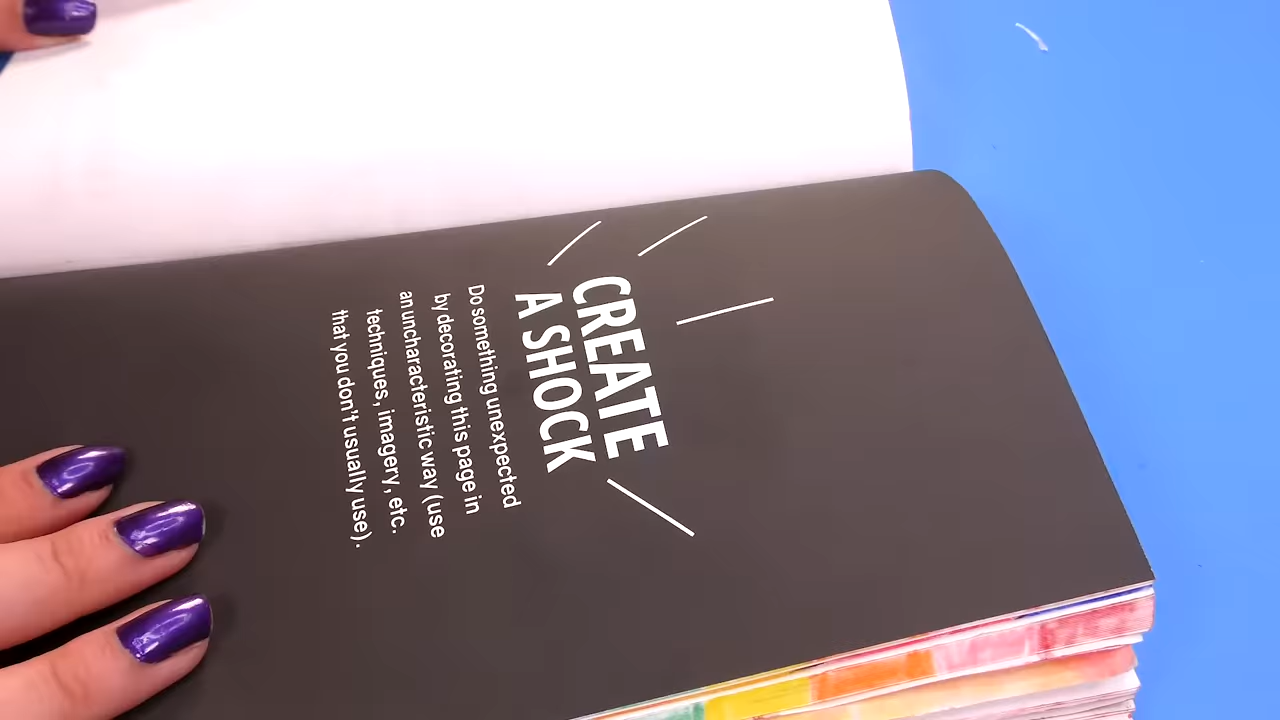 CREATE
A SHOCK
Do something unexpected
by decorating this page in
an uncharacteristic way (use
techniques, imagery, etc.
that you don't usually use).